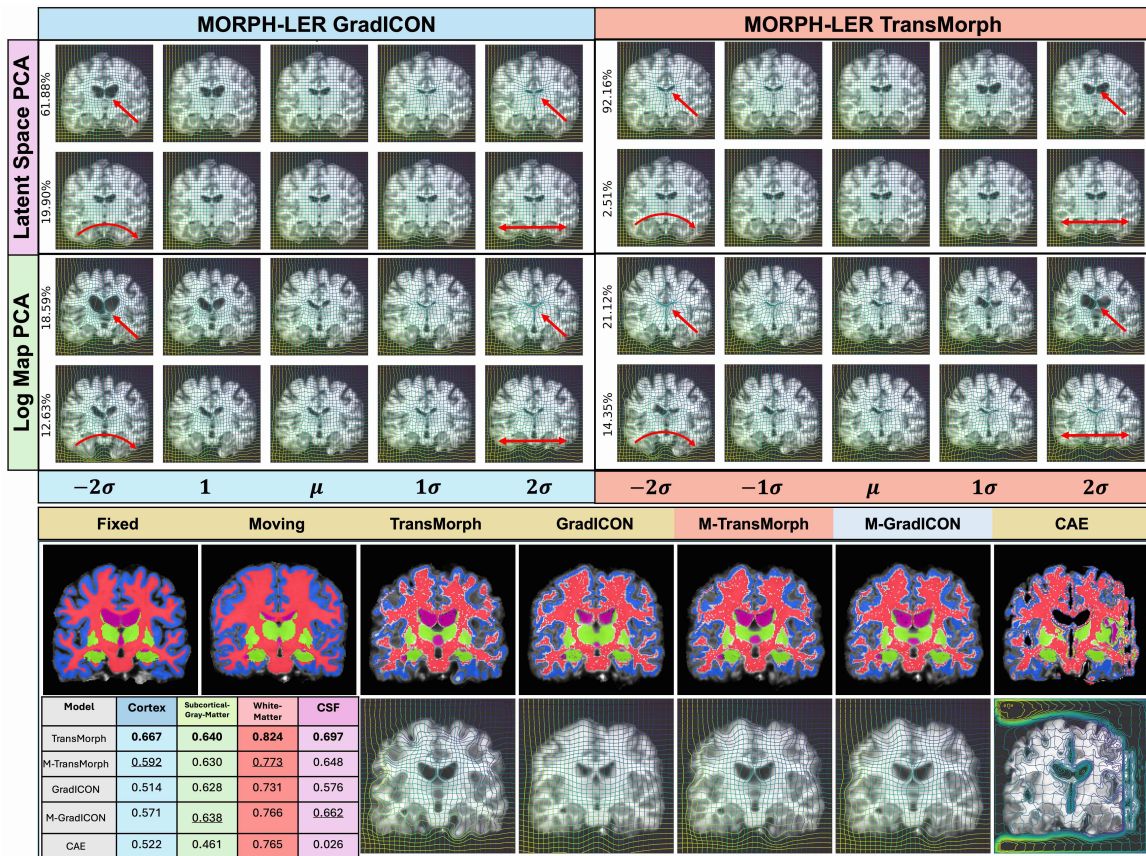 MORPH-LER GradICON
MORPH-LER TransMorph
Latent Space PCA
61.88%
92.16%
19.90%
2.51%
Log Map PCA
18.59%
21.12%
12.63%
14.35%
−2σ 1 μ 1σ 2σ
−2σ −1σ μ 1σ 2σ
Fixed Moving TransMorph GradICON M-TransMorph M-GradICON CAE
Model Cortex Subcortical-Gray-Matter White-Matter CSF
TransMorph 0.667 0.640 0.824 0.697
M-TransMorph 0.592 0.630 0.773 0.648
GradICON 0.514 0.628 0.731 0.576
M-GradICON 0.571 0.638 0.766 0.662
CAE 0.522 0.461 0.765 0.026